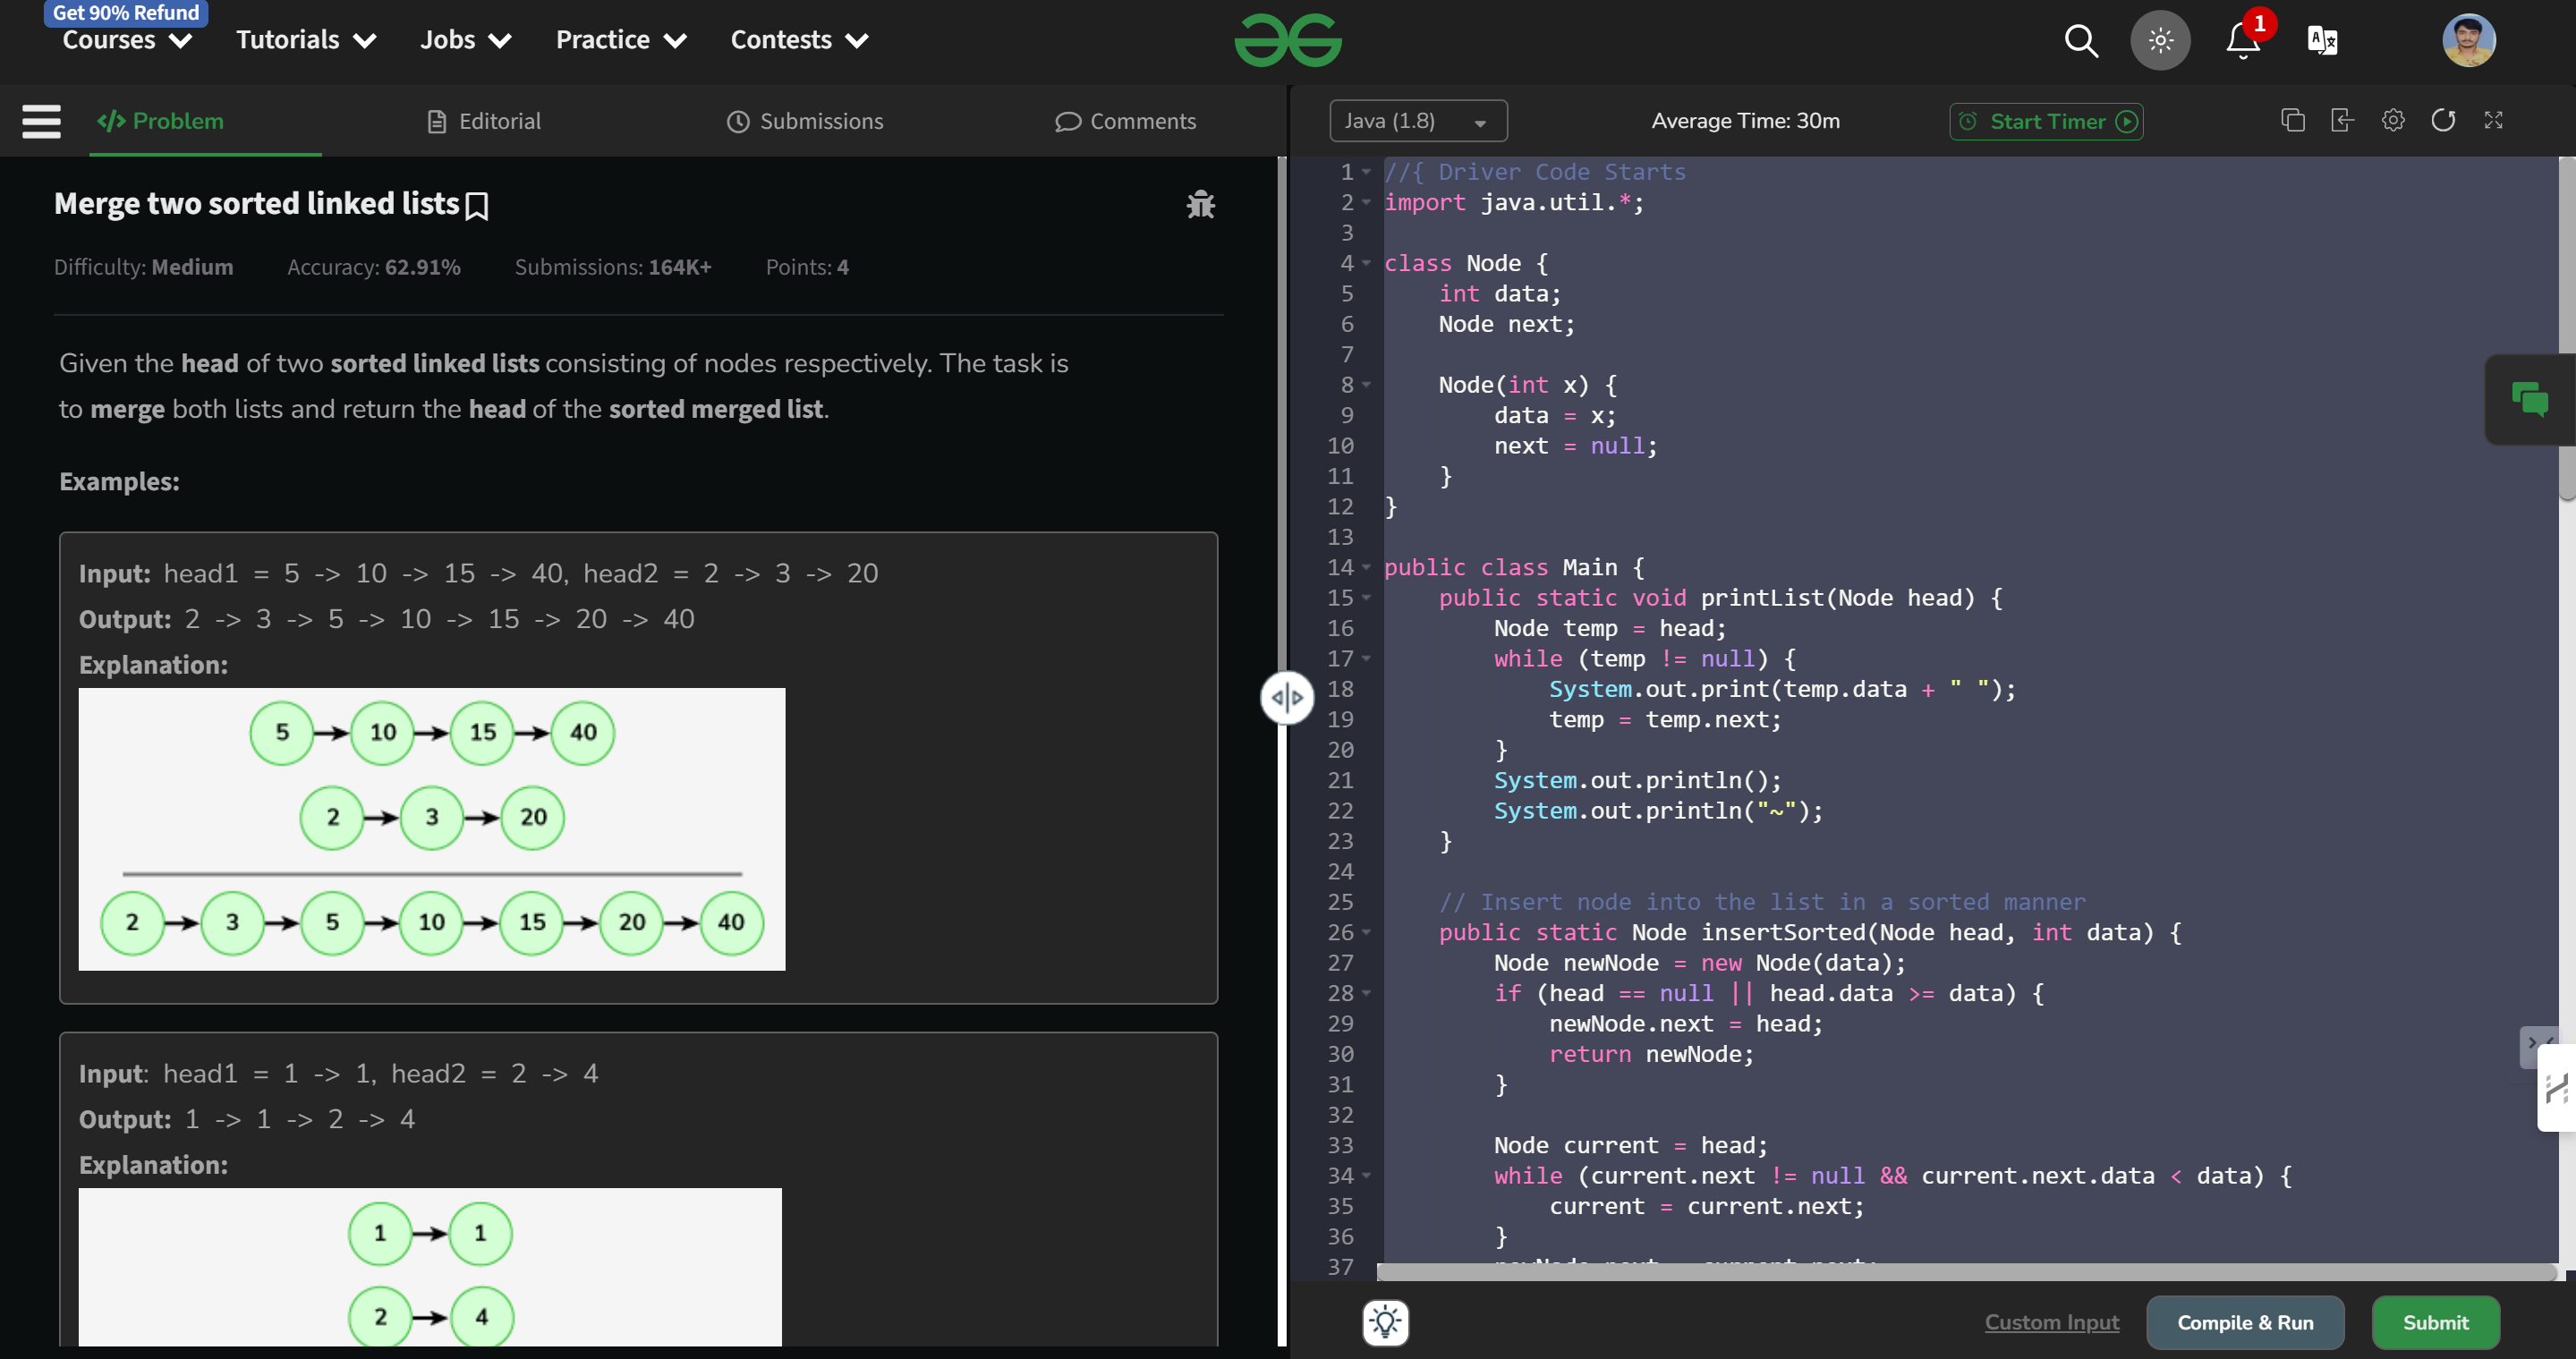 Get 90% Refund
Courses Tutorials Jobs Practice Contests
1
Problem Editorial Submissions Comments
Merge two sorted linked lists
Difficulty: Medium Accuracy: 62.91% Submissions: 164K+ Points: 4
Given the head of two sorted linked lists consisting of nodes respectively. The task is
to merge both lists and return the head of the sorted merged list.
Examples:
Input: head1 = 5 -> 10 -> 15 -> 40, head2 = 2 -> 3 -> 20
Output: 2 -> 3 -> 5 -> 10 -> 15 -> 20 -> 40
Explanation:
5 10 15 40
2 3 20
2 3 5 10 15 20 40
Input: head1 = 1 -> 1, head2 = 2 -> 4
Output: 1 -> 1 -> 2 -> 4
Explanation:
1 1
2 4
Java (1.8) Average Time: 30m Start Timer
1 //{ Driver Code Starts
2 import java.util.*;
3
4 class Node {
5 int data;
6 Node next;
7
8 Node(int x) {
9 data = x;
10 next = null;
11 }
12 }
13
14 public class Main {
15 public static void printList(Node head) {
16 Node temp = head;
17 while (temp != null) {
18 System.out.print(temp.data + " ");
19 temp = temp.next;
20 }
21 System.out.println();
22 System.out.println("~");
23 }
24
25 // Insert node into the list in a sorted manner
26 public static Node insertSorted(Node head, int data) {
27 Node newNode = new Node(data);
28 if (head == null || head.data >= data) {
29 newNode.next = head;
30 return newNode;
31 }
32
33 Node current = head;
34 while (current.next != null && current.next.data < data) {
35 current = current.next;
36 }
37
Custom Input Compile & Run Submit